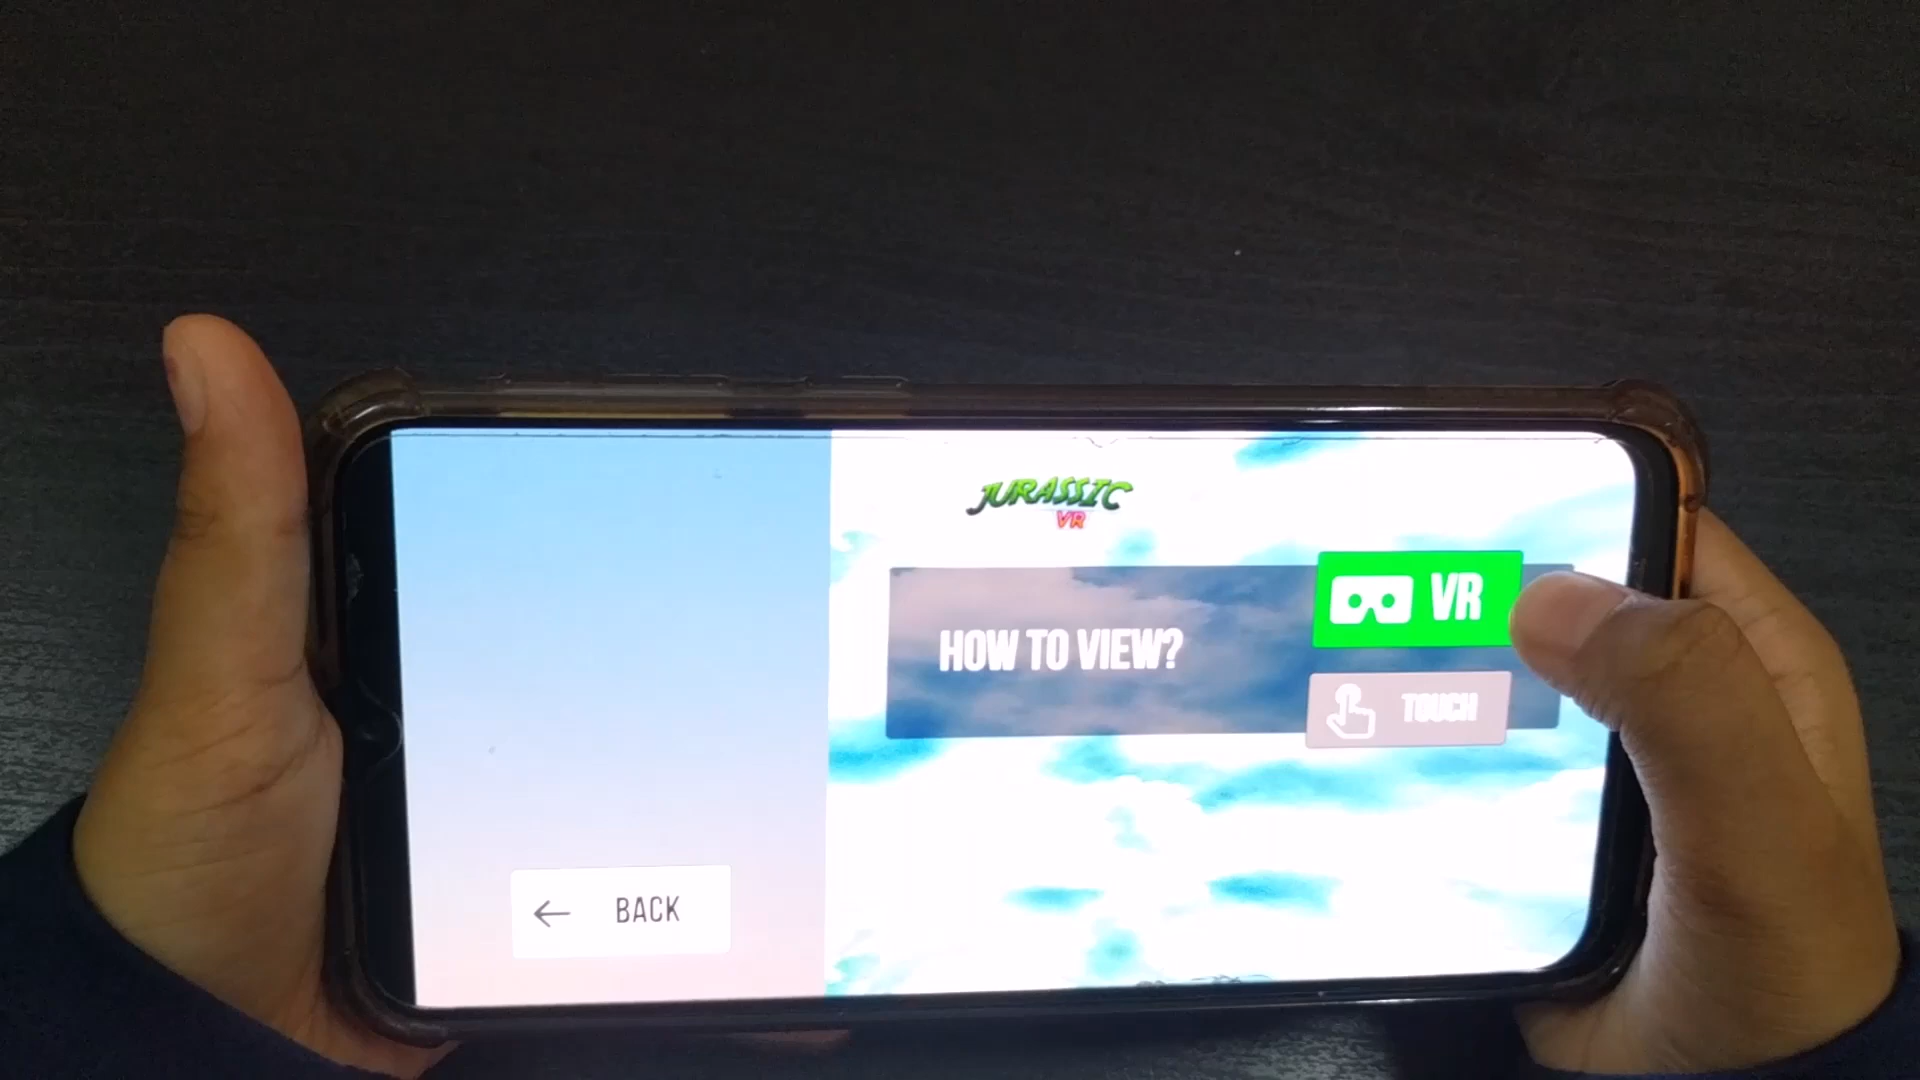 JURASSIC
VR
HOW TO VIEW?
VR
TOUCH
BACK